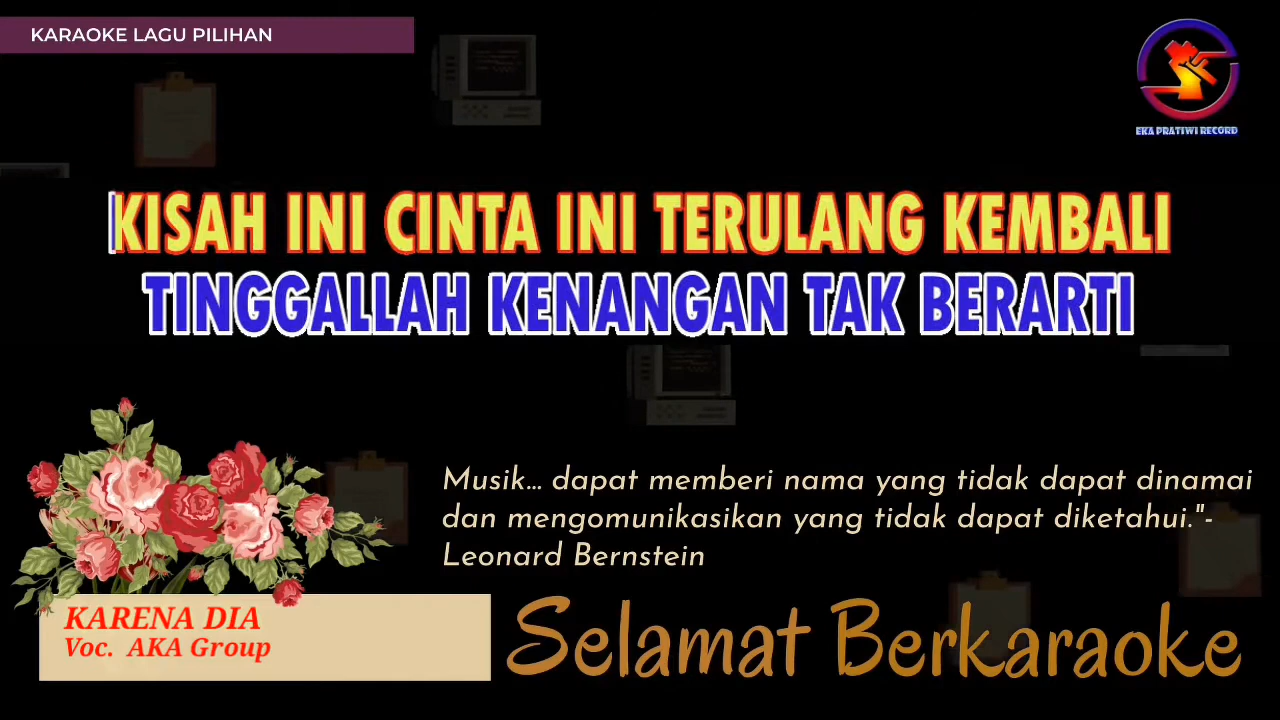 KARAOKE LAGU PILIHAN
EKA PRATIWI RECORD
KISAH INI CINTA INI TERULANG KEMBALI
TINGGALLAH KENANGAN TAK BERARTI
Musik... dapat memberi nama yang tidak dapat dinamai
dan mengomunikasikan yang tidak dapat diketahui."-
Leonard Bernstein
KARENA DIA
Voc. AKA Group
Selamat Berkaraoke